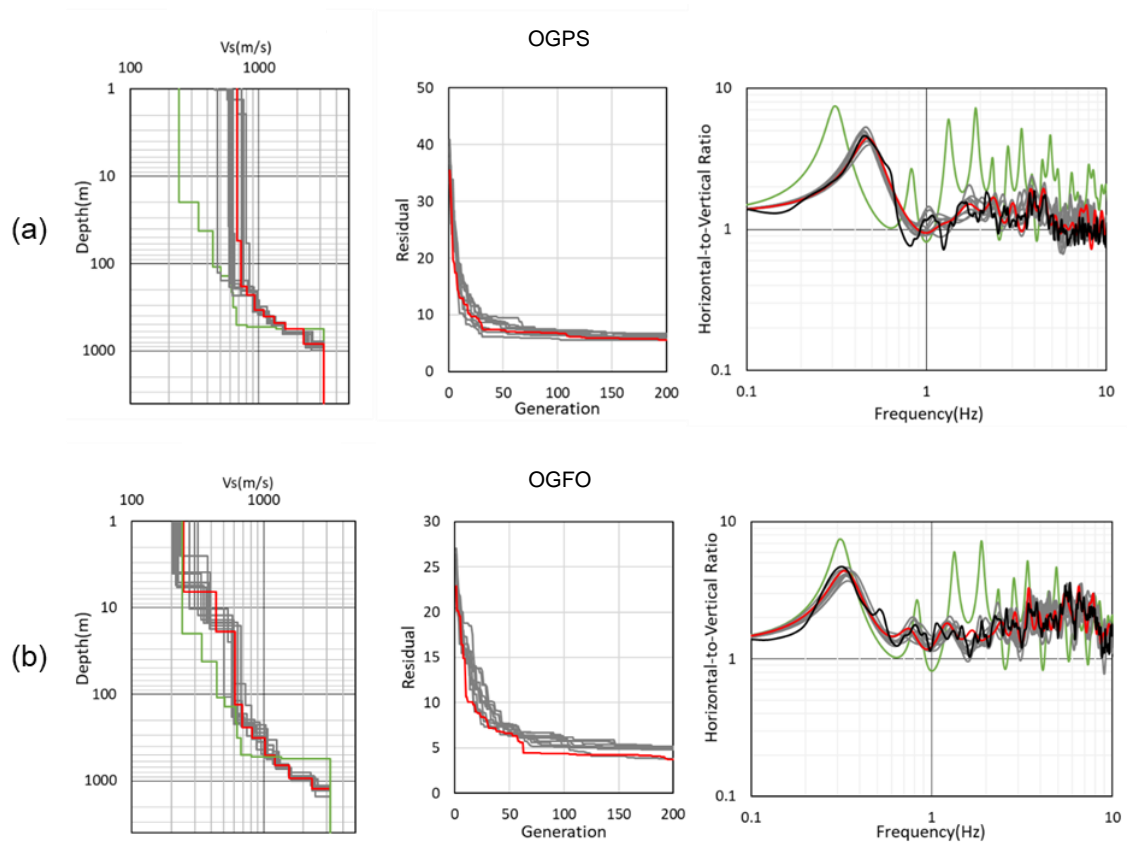 OGPS
(a)
Vs(m/s)
100 1000
Depth(m)
1
10
100
1000
Residual
50
40
30
20
10
0
0 50 100 150 200
Generation
Horizontal-to-Vertical Ratio
10
1
0.1
0.1 1 10
Frequency(Hz)
OGFO
(b)
Vs(m/s)
100 1000
Depth(m)
1
10
100
1000
Residual
30
25
20
15
10
5
0
0 50 100 150 200
Generation
Horizontal-to-Vertical Ratio
10
1
0.1
0.1 1 10
Frequency(Hz)